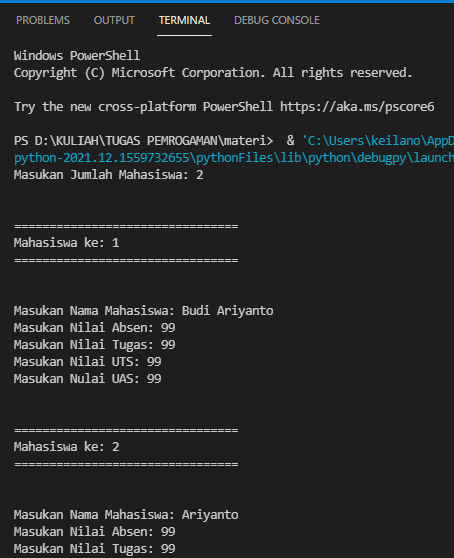 PROBLEMS OUTPUT TERMINAL DEBUG CONSOLE
Windows PowerShell
Copyright (C) Microsoft Corporation. All rights reserved.
Try the new cross-platform PowerShell https://aka.ms/pscore6
PS D:\KULIAH\TUGAS PEMROGAMAN\materi>  & 'C:\Users\keilano\AppD
python-2021.12.1559732655\pythonFiles\lib\python\debugpy\launch
Masukan Jumlah Mahasiswa: 2
================================
Mahasiswa ke: 1
================================
Masukan Nama Mahasiswa: Budi Ariyanto
Masukan Nilai Absen: 99
Masukan Nilai Tugas: 99
Masukan Nilai UTS: 99
Masukan Nulai UAS: 99
================================
Mahasiswa ke: 2
================================
Masukan Nama Mahasiswa: Ariyanto
Masukan Nilai Absen: 99
Masukan Nilai Tugas: 99